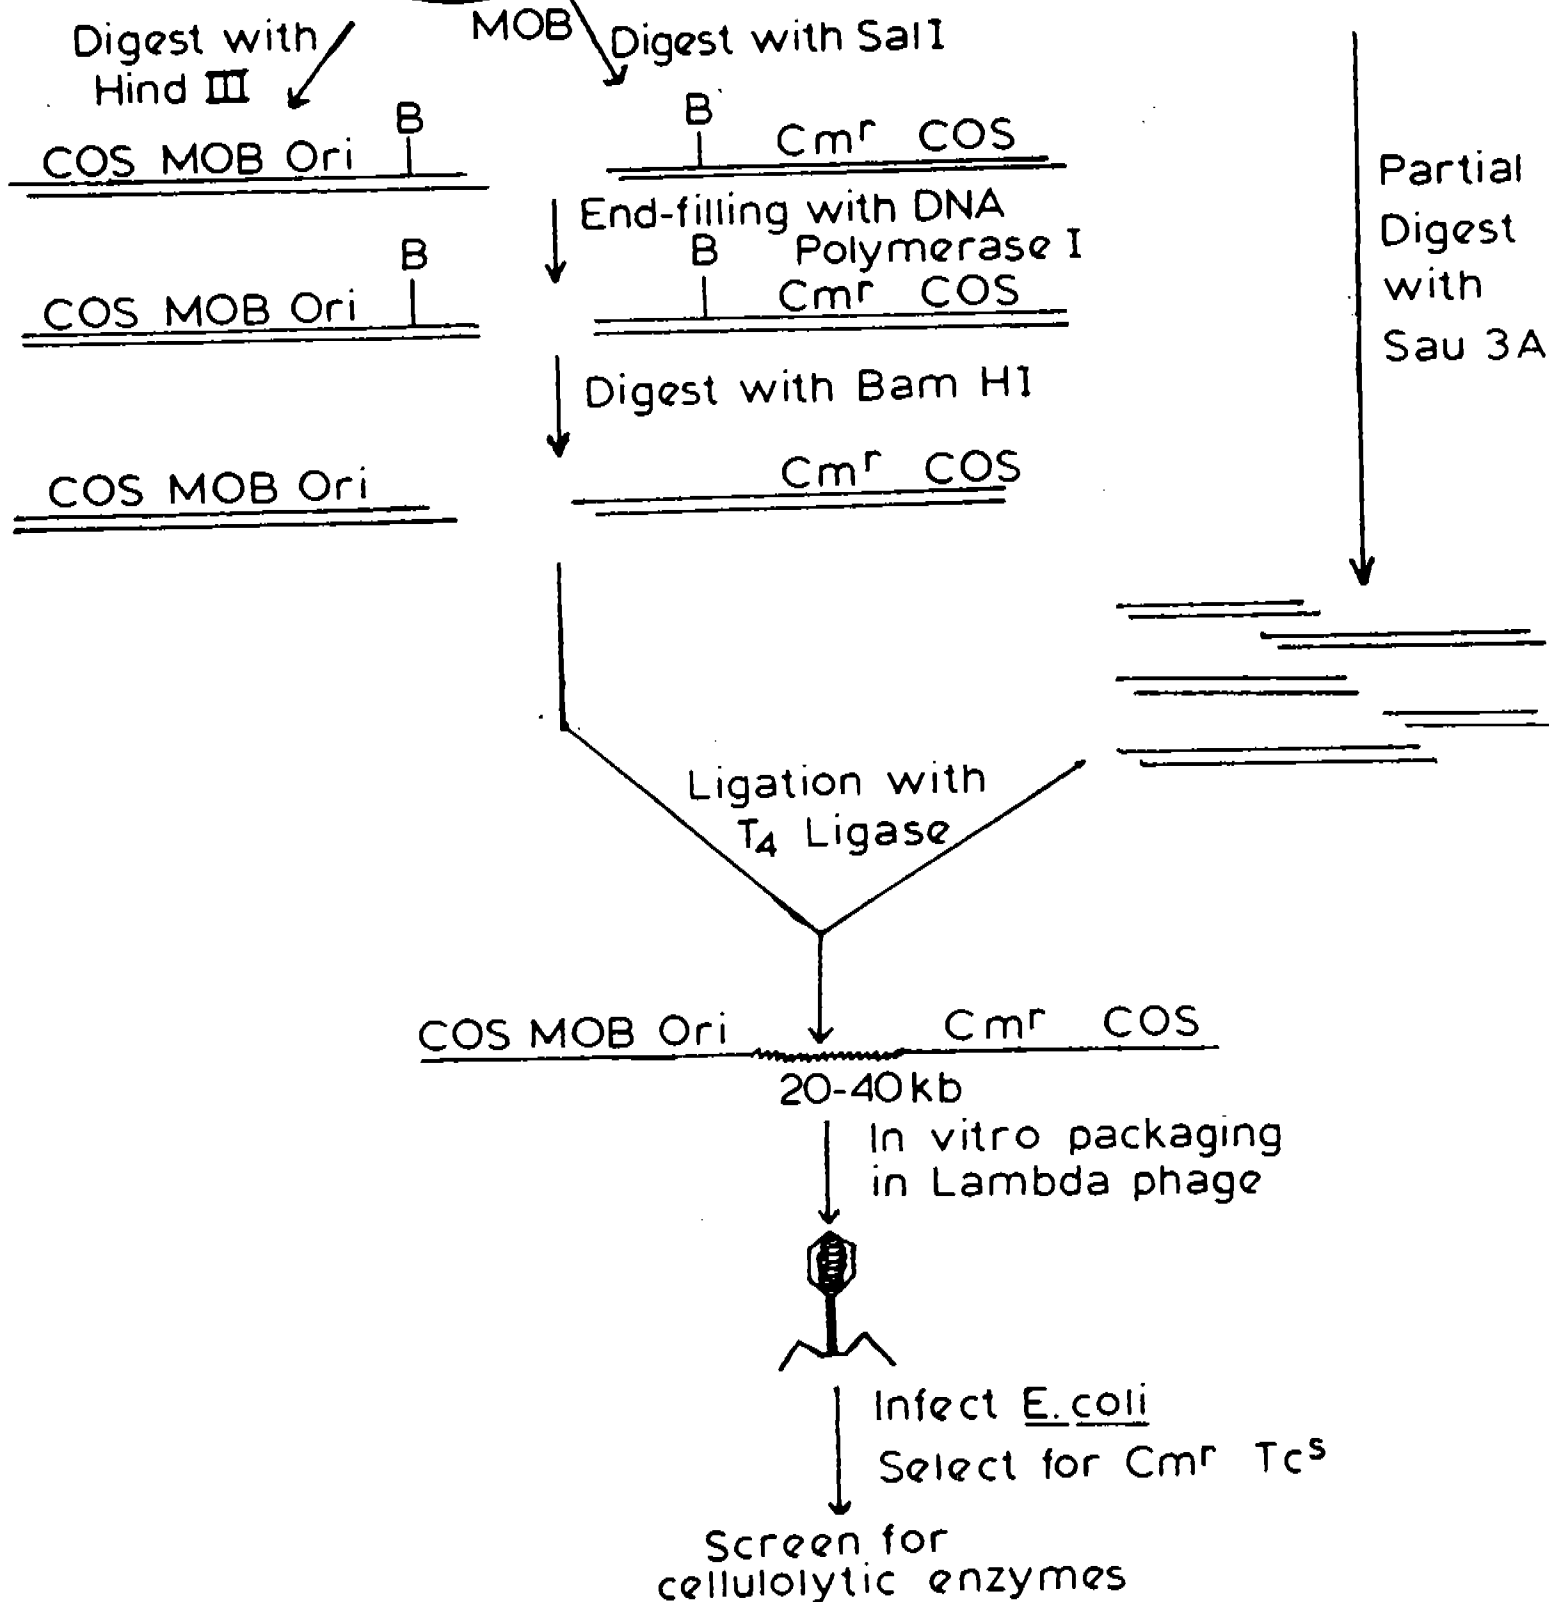 MOB
Digest with
Hind III
Digest with Sal I
B
COS MOB Ori
B
Cmr COS
End-filling with DNA
Polymerase I
B
COS MOB Ori
B
Cmr COS
Digest with Bam HI
COS MOB Ori
Cmr COS
Partial
Digest
with
Sau 3A
Ligation with
T4 Ligase
COS MOB Ori
Cmr COS
20-40kb
In vitro packaging
in Lambda phage
Infect E. coli
Select for Cmr Tcs
Screen for
cellulolytic enzymes